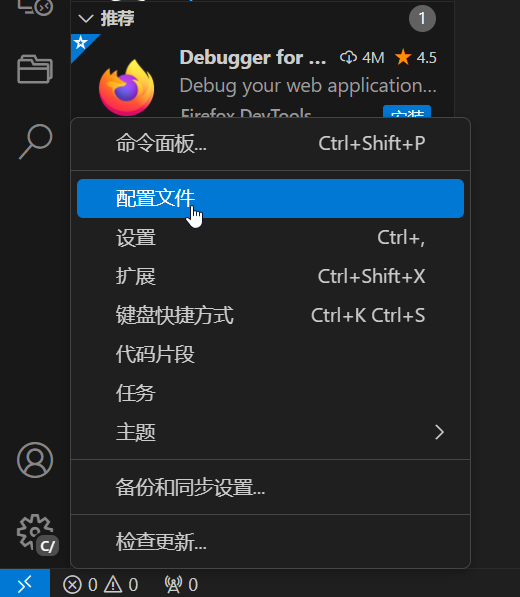 推荐 1
Debugger for ... 4M 4.5
Debug your web application...
Firefox DevTools 安装
命令面板... Ctrl+Shift+P
配置文件
设置 Ctrl+,
扩展 Ctrl+Shift+X
键盘快捷方式 Ctrl+K Ctrl+S
代码片段
任务
主题
备份和同步设置...
C/
检查更新...
0 0 0